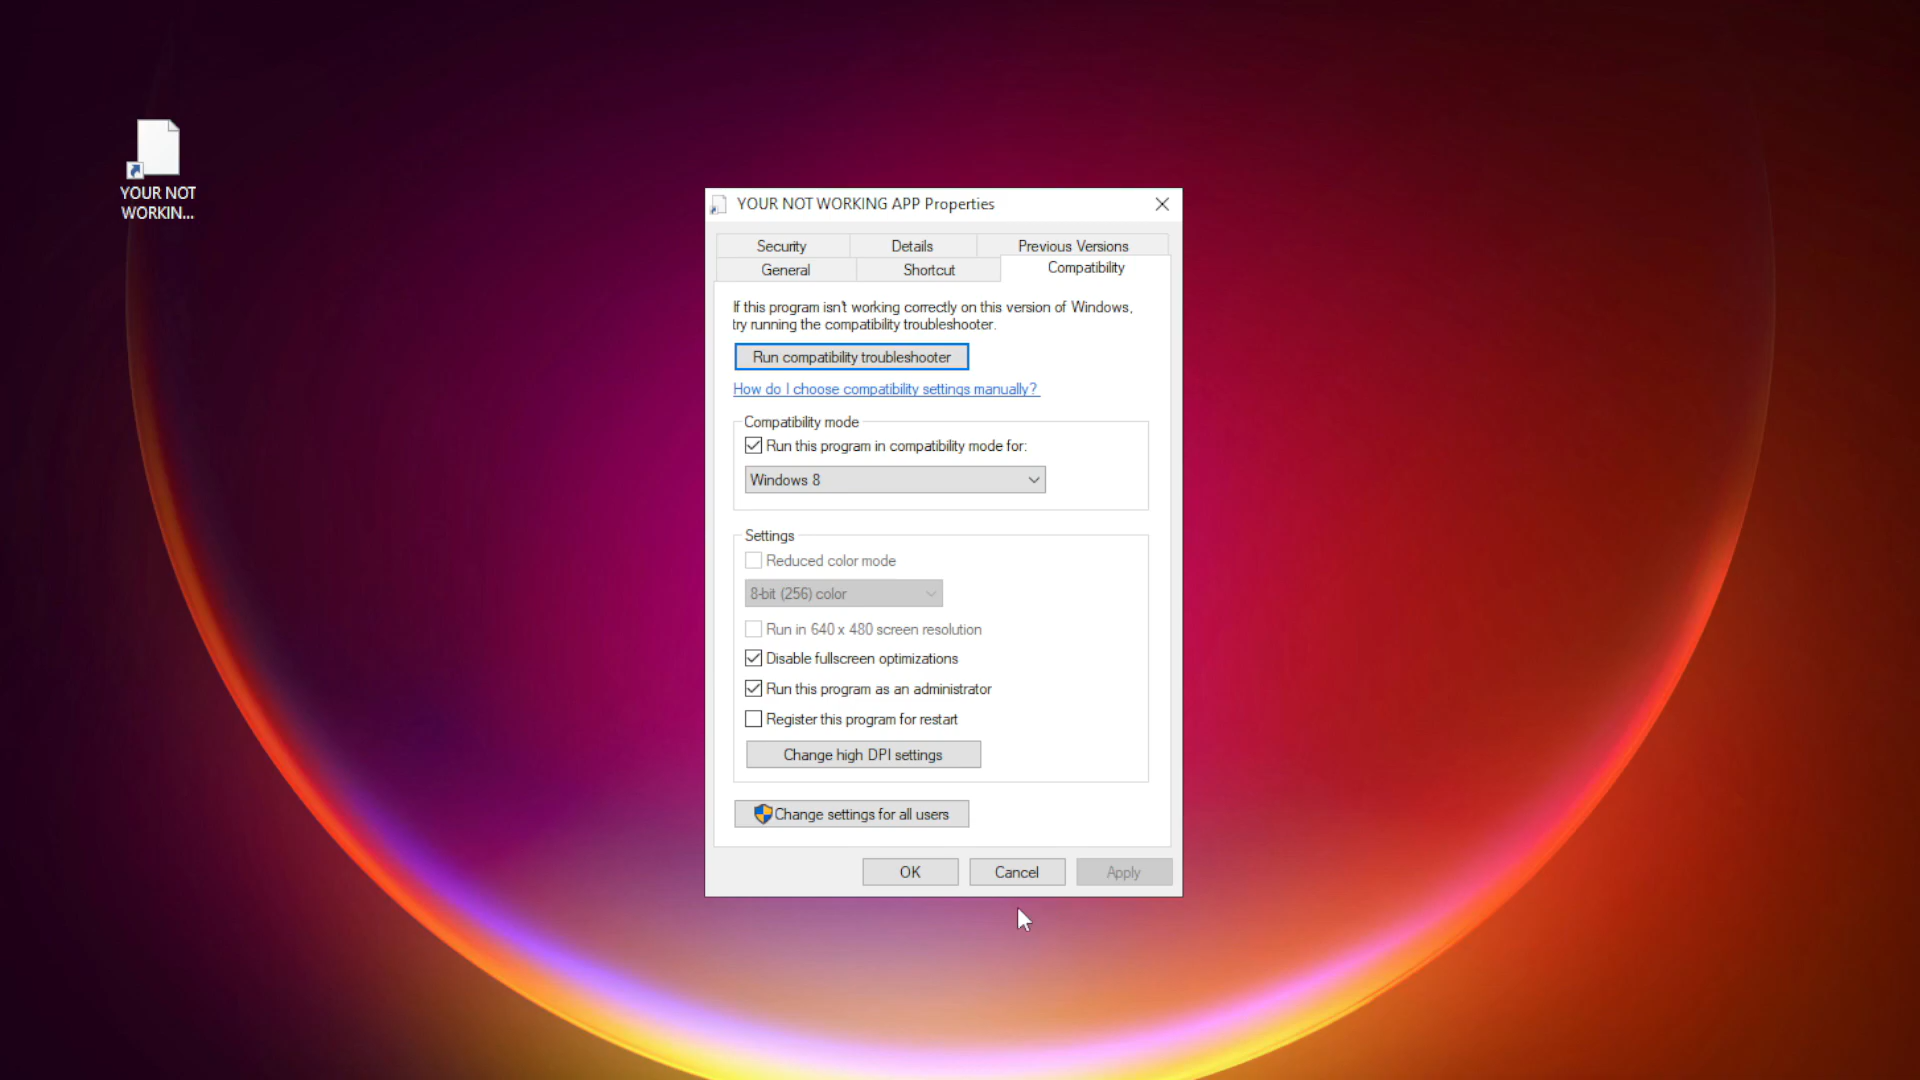 YOUR NOT
WORKIN...
YOUR NOT WORKING APP Properties
Security
Details
Previous Versions
General
Shortcut
Compatibility
If this program isn't working correctly on this version of Windows,
try running the compatibility troubleshooter.
Run compatibility troubleshooter
How do I choose compatibility settings manually?
Compatibility mode
Run this program in compatibility mode for:
Windows 8
Settings
Reduced color mode
8-bit (256) color
Run in 640 x 480 screen resolution
Disable fullscreen optimizations
Run this program as an administrator
Register this program for restart
Change high DPI settings
Change settings for all users
OK
Cancel
Apply